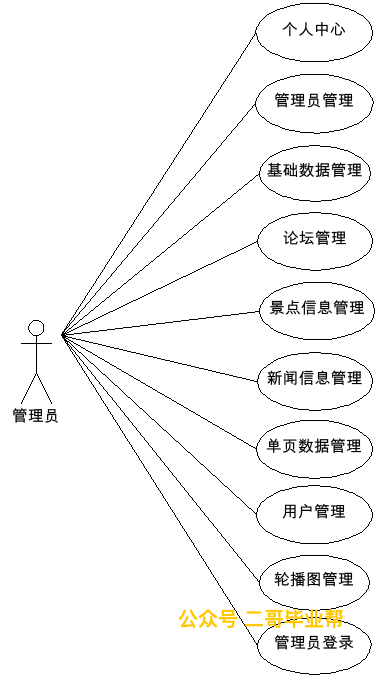 个人中心
管理员管理
基础数据管理
论坛管理
景点信息管理
新闻信息管理
管理员
单页数据管理
用户管理
轮播图管理
公众号 二哥毕业帮
管理员登录